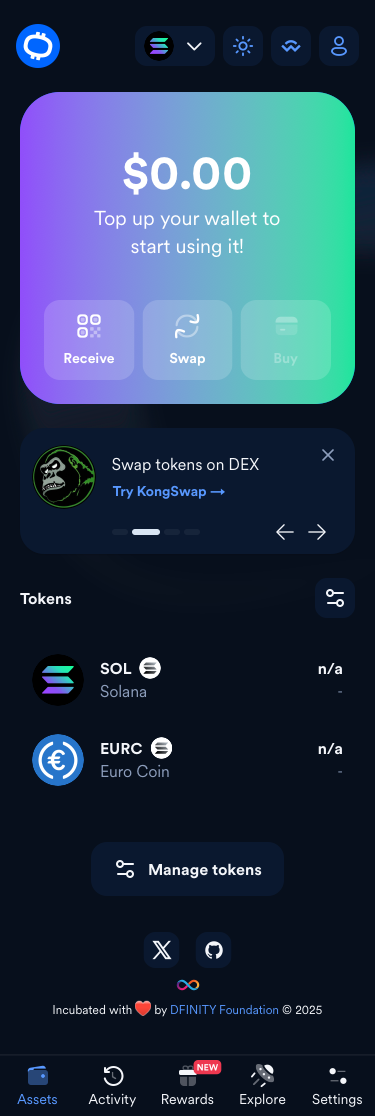 $0.00
Top up your wallet to
start using it!
Receive
Swap
Buy
Swap tokens on DEX
Try KongSwap →
Tokens
SOL
n/a
Solana
-
EURC
n/a
Euro Coin
-
Manage tokens
Incubated with ❤️ by DFINITY Foundation © 2025
NEW
Assets
Activity
Rewards
Explore
Settings